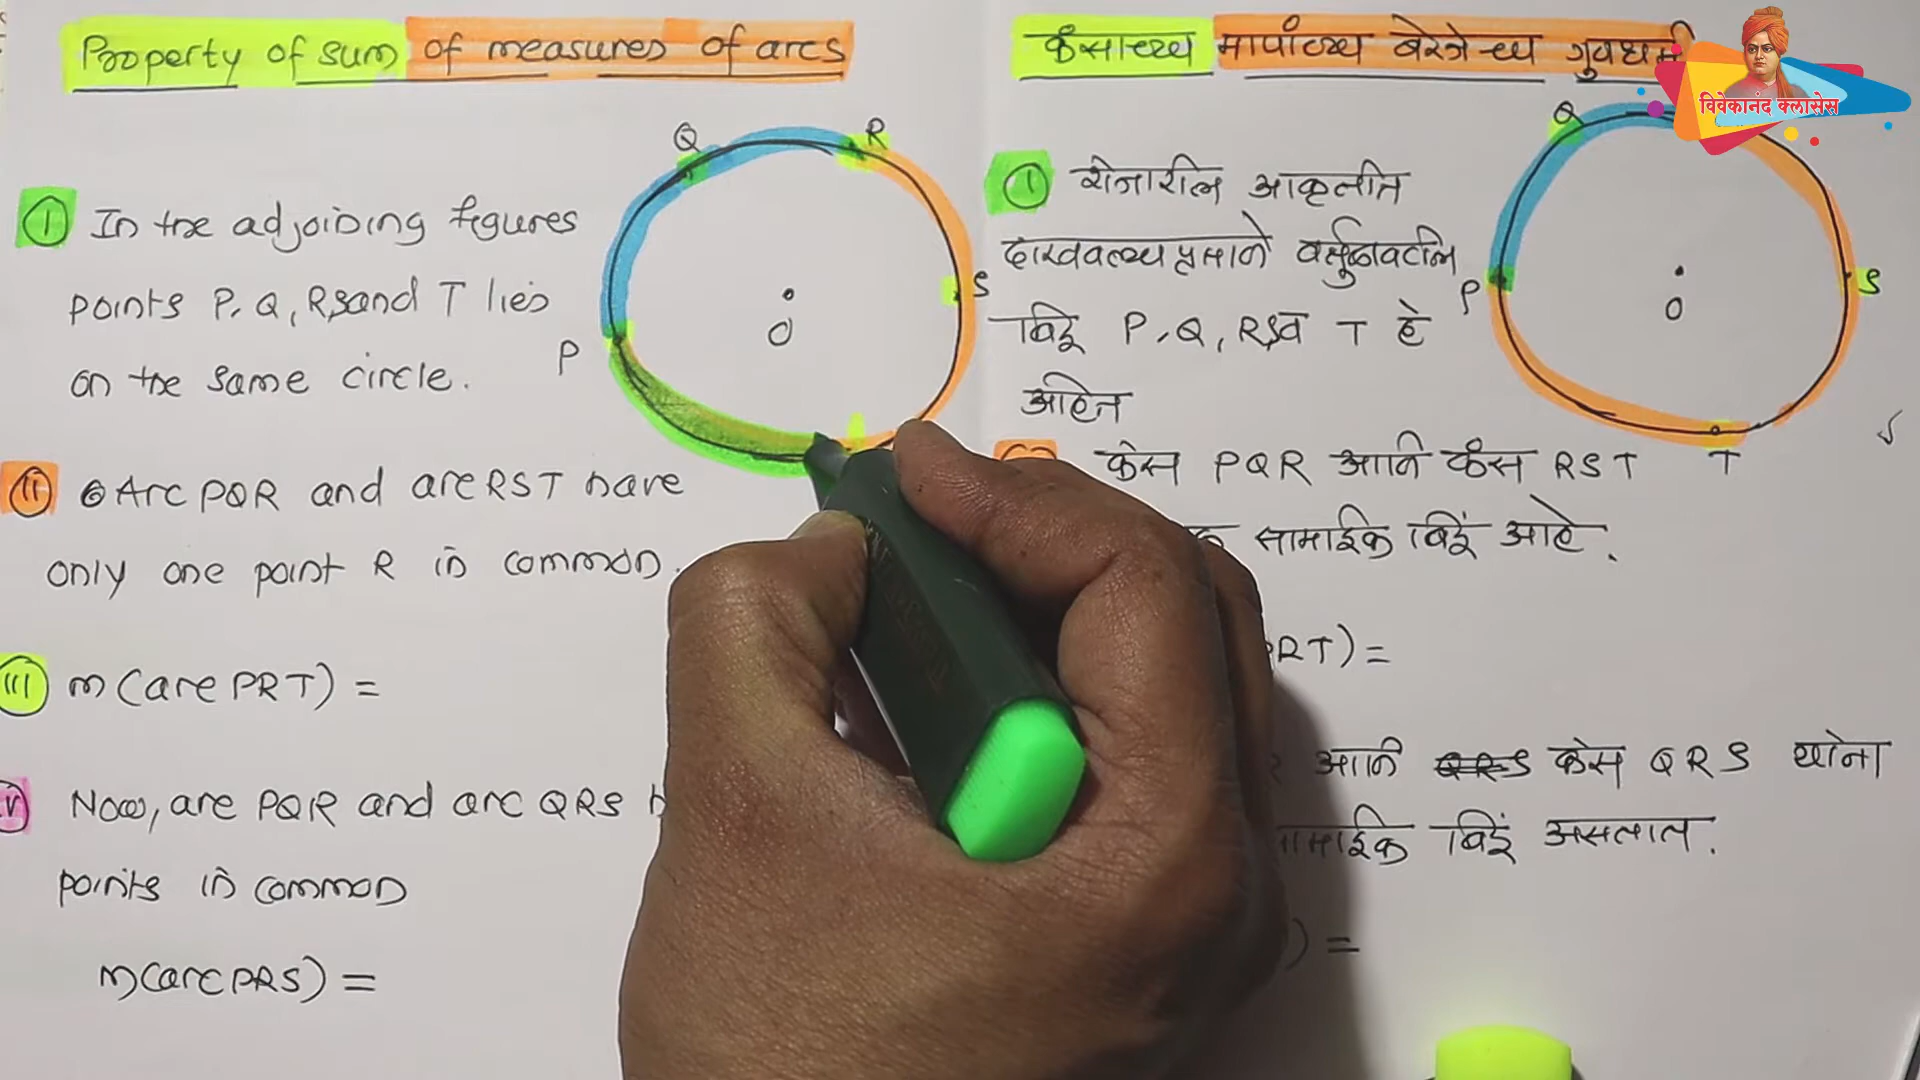 Property of sum of measures of arcs
Q
R
S
P
O
① In the adjoining figures
points P, Q, R, S and T lies
on the same circle.
ⅱ Arc PQR and arc RST have
only one point R in common.
ⅲ m(arc PRT) =
Now, arc PQR and arc QRS
points in common
m(arc PRS) =
कंसाच्या मापांच्या बेरजेच्या
विवेकानंद क्लासेस
Q
S
P
O
T
① शेजारील आकृतीत
दाखवल्याप्रमाणे वर्तुळावरील
बिंदू P, Q, R, S व T हे
आहेत
कंस PQR आणि कंस RST
सामाईक बिंदू आहे.
PRT) =
आणि कंस QRS यांना
सामाईक बिंदू असतात.
) =